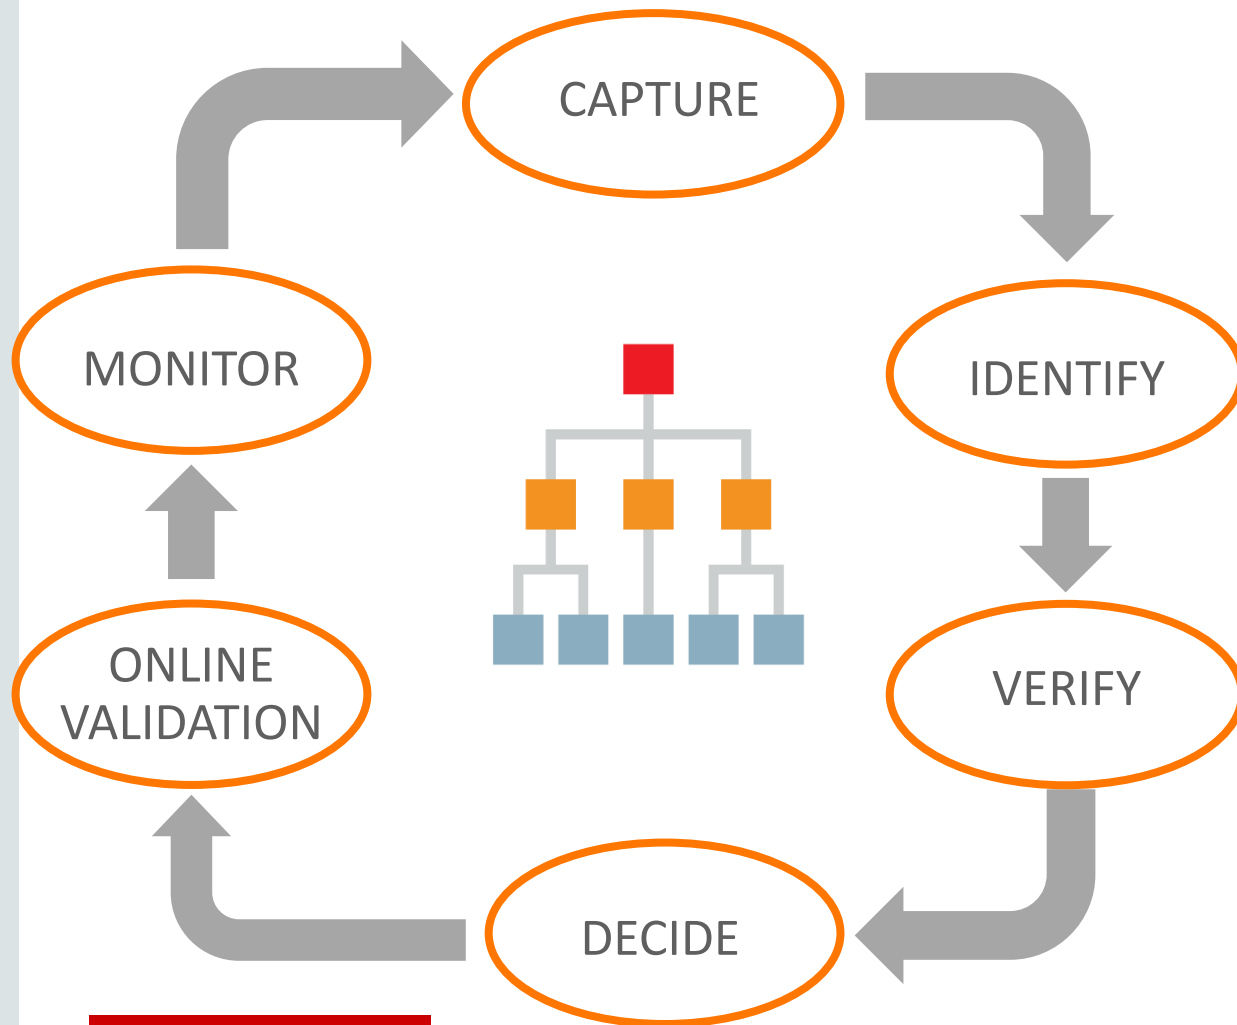 CAPTURE
IDENTIFY
VERIFY
DECIDE
ONLINE
VALIDATION
MONITOR